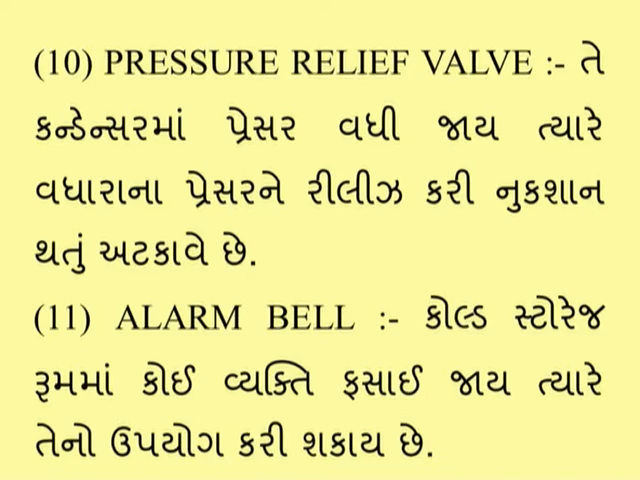 (10) PRESSURE RELIEF VALVE :- તે
કન્ડેન્સરમાં પ્રેસર વધી જાય ત્યારે
વધારાના પ્રેસરને રીલીઝ કરી નુકશાન
થતું અટકાવે છે.
(11) ALARM BELL :- કોલ્ડ સ્ટોરેજ
રૂમમાં કોઈ વ્યક્તિ ફસાઈ જાય ત્યારે
તેનો ઉપયોગ કરી શકાય છે.